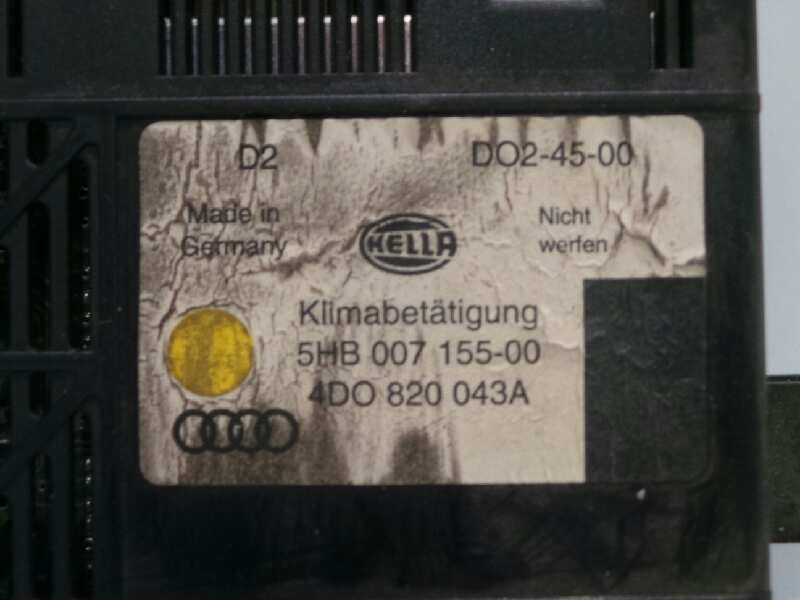 D2 DO2-45-00
Made in Germany
HELLA
Nicht werfen
Klimabetätigung
5HB 007 155-00
4DO 820 043A